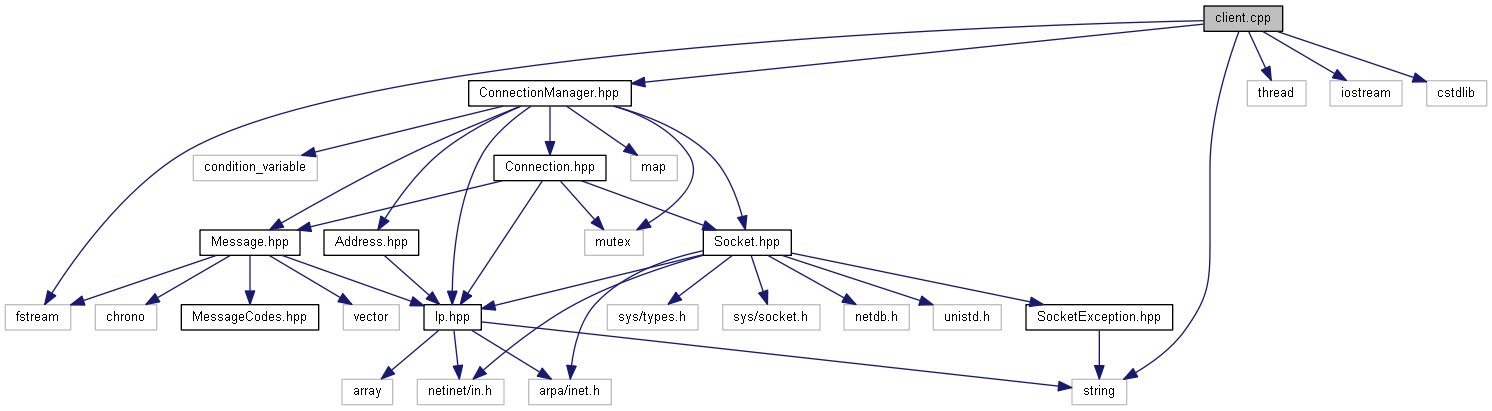 client.cpp
ConnectionManager.hpp
thread
iostream
cstdlib
condition_variable
Connection.hpp
map
Message.hpp
Address.hpp
mutex
Socket.hpp
fstream
chrono
MessageCodes.hpp
vector
Ip.hpp
sys/types.h
sys/socket.h
netdb.h
unistd.h
SocketException.hpp
array
netinet/in.h
arpa/inet.h
string